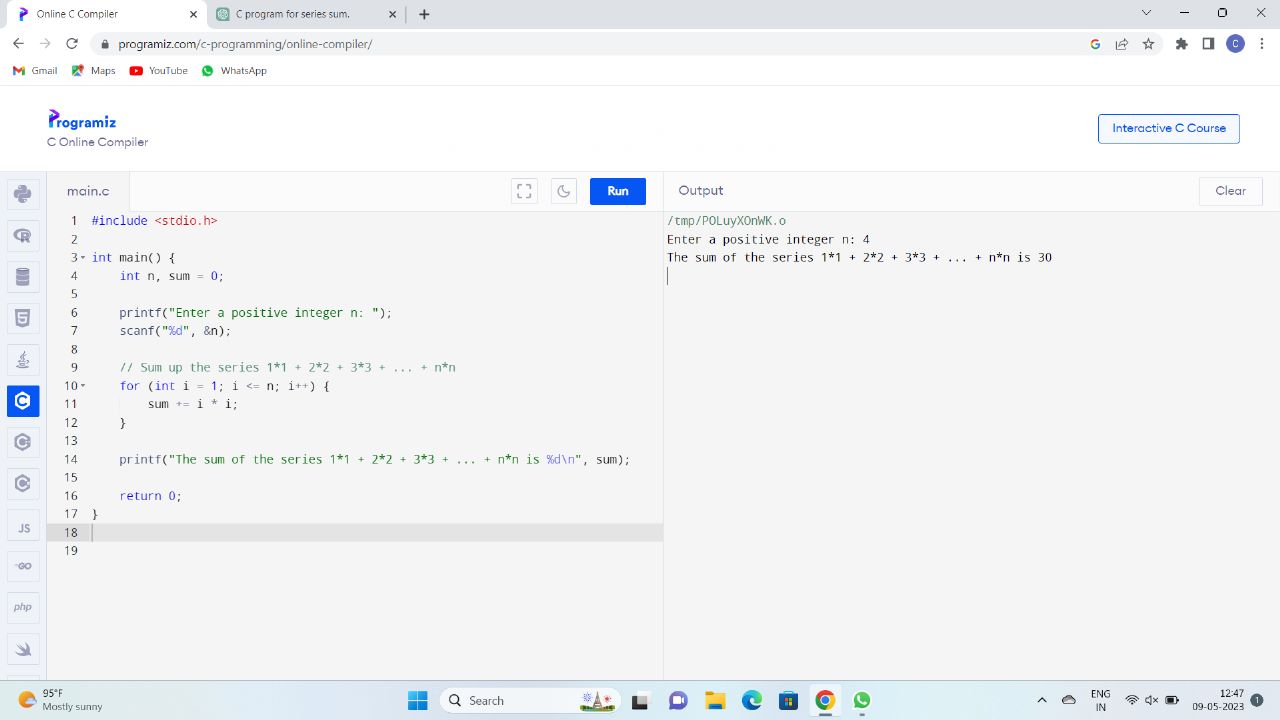 Online C Compiler
C program for series sum.
programiz.com/c-programming/online-compiler/
Gmail
Maps
YouTube
WhatsApp
Programiz
C Online Compiler
Interactive C Course
main.c
Run
Output
Clear
1 #include <stdio.h>
2
3 int main() {
4 int n, sum = 0;
5
6 printf("Enter a positive integer n: ");
7 scanf("%d", &n);
8
9 // Sum up the series 1*1 + 2*2 + 3*3 + ... + n*n
10 for (int i = 1; i <= n; i++) {
11 sum += i * i;
12 }
13
14 printf("The sum of the series 1*1 + 2*2 + 3*3 + ... + n*n is %d\n", sum);
15
16 return 0;
17 }
18
19
/tmp/POLuyXOnWK.o
Enter a positive integer n: 4
The sum of the series 1*1 + 2*2 + 3*3 + ... + n*n is 30
JS
GO
php
95°F
Mostly sunny
Search
ENG
IN
12:47
09-05-2023
1